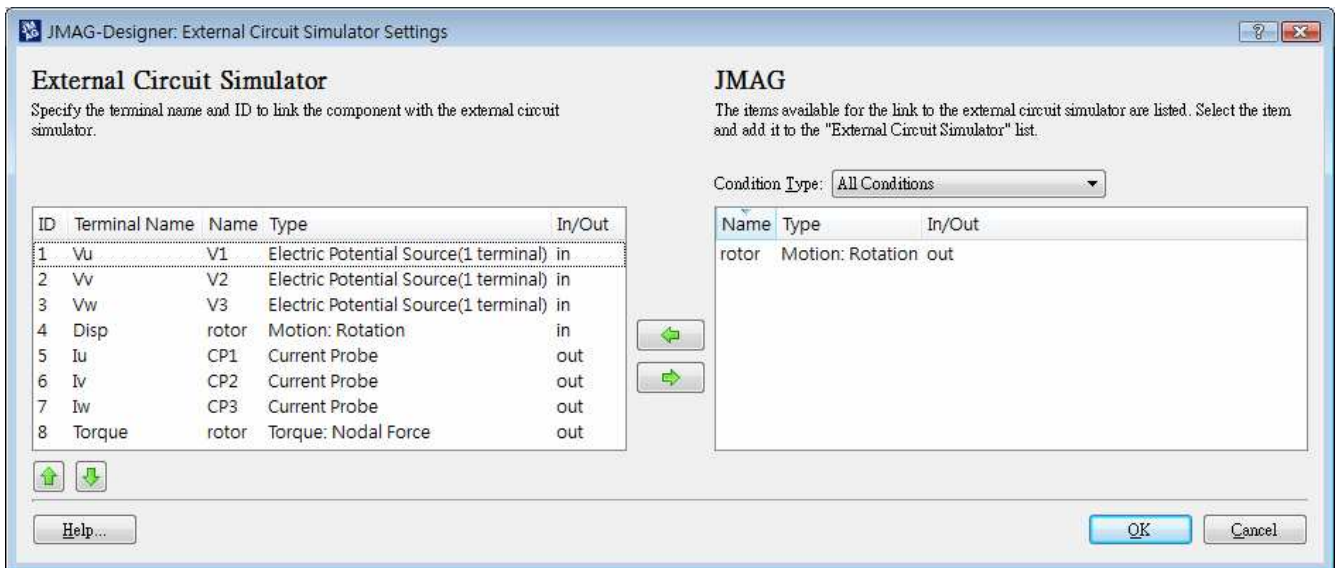 JMAG-Designer: External Circuit Simulator Settings
External Circuit Simulator
Specify the terminal name and ID to link the component with the external circuit
simulator.
ID Terminal Name Name Type In/Out
1 Vu V1 Electric Potential Source(1 terminal) in
2 Vv V2 Electric Potential Source(1 terminal) in
3 Vw V3 Electric Potential Source(1 terminal) in
4 Disp rotor Motion: Rotation in
5 Iu CP1 Current Probe out
6 Iv CP2 Current Probe out
7 Iw CP3 Current Probe out
8 Torque rotor Torque: Nodal Force out
JMAG
The items available for the link to the external circuit simulator are listed. Select the item
and add it to the "External Circuit Simulator" list.
Condition Type: All Conditions
Name Type In/Out
rotor Motion: Rotation out
Help...
OK Cancel